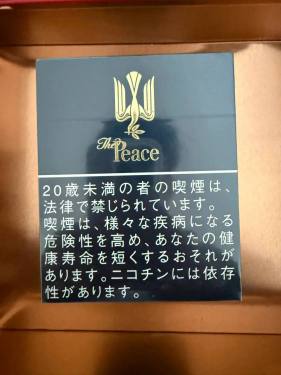 The
Peace
20歳未満の者の喫煙は、
法律で禁じられています。
喫煙は、様々な疾病になる
危険性を高め、あなたの健
康寿命を短くするおそれが
あります。ニコチンには依存
性があります。